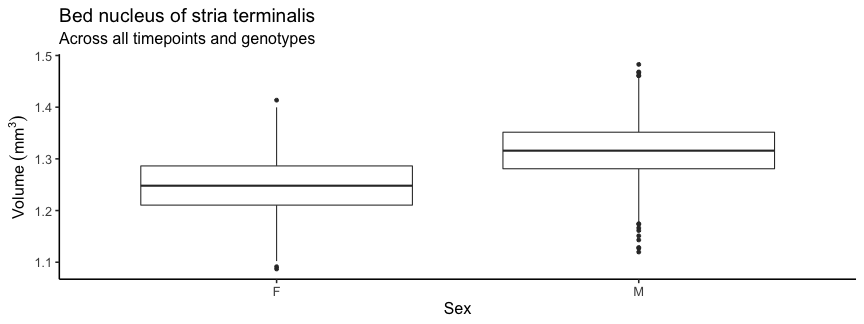 Bed nucleus of stria terminalis
Across all timepoints and genotypes
1.5
1.4
1.3
1.2
1.1
Volume (mm³)
F
M
Sex